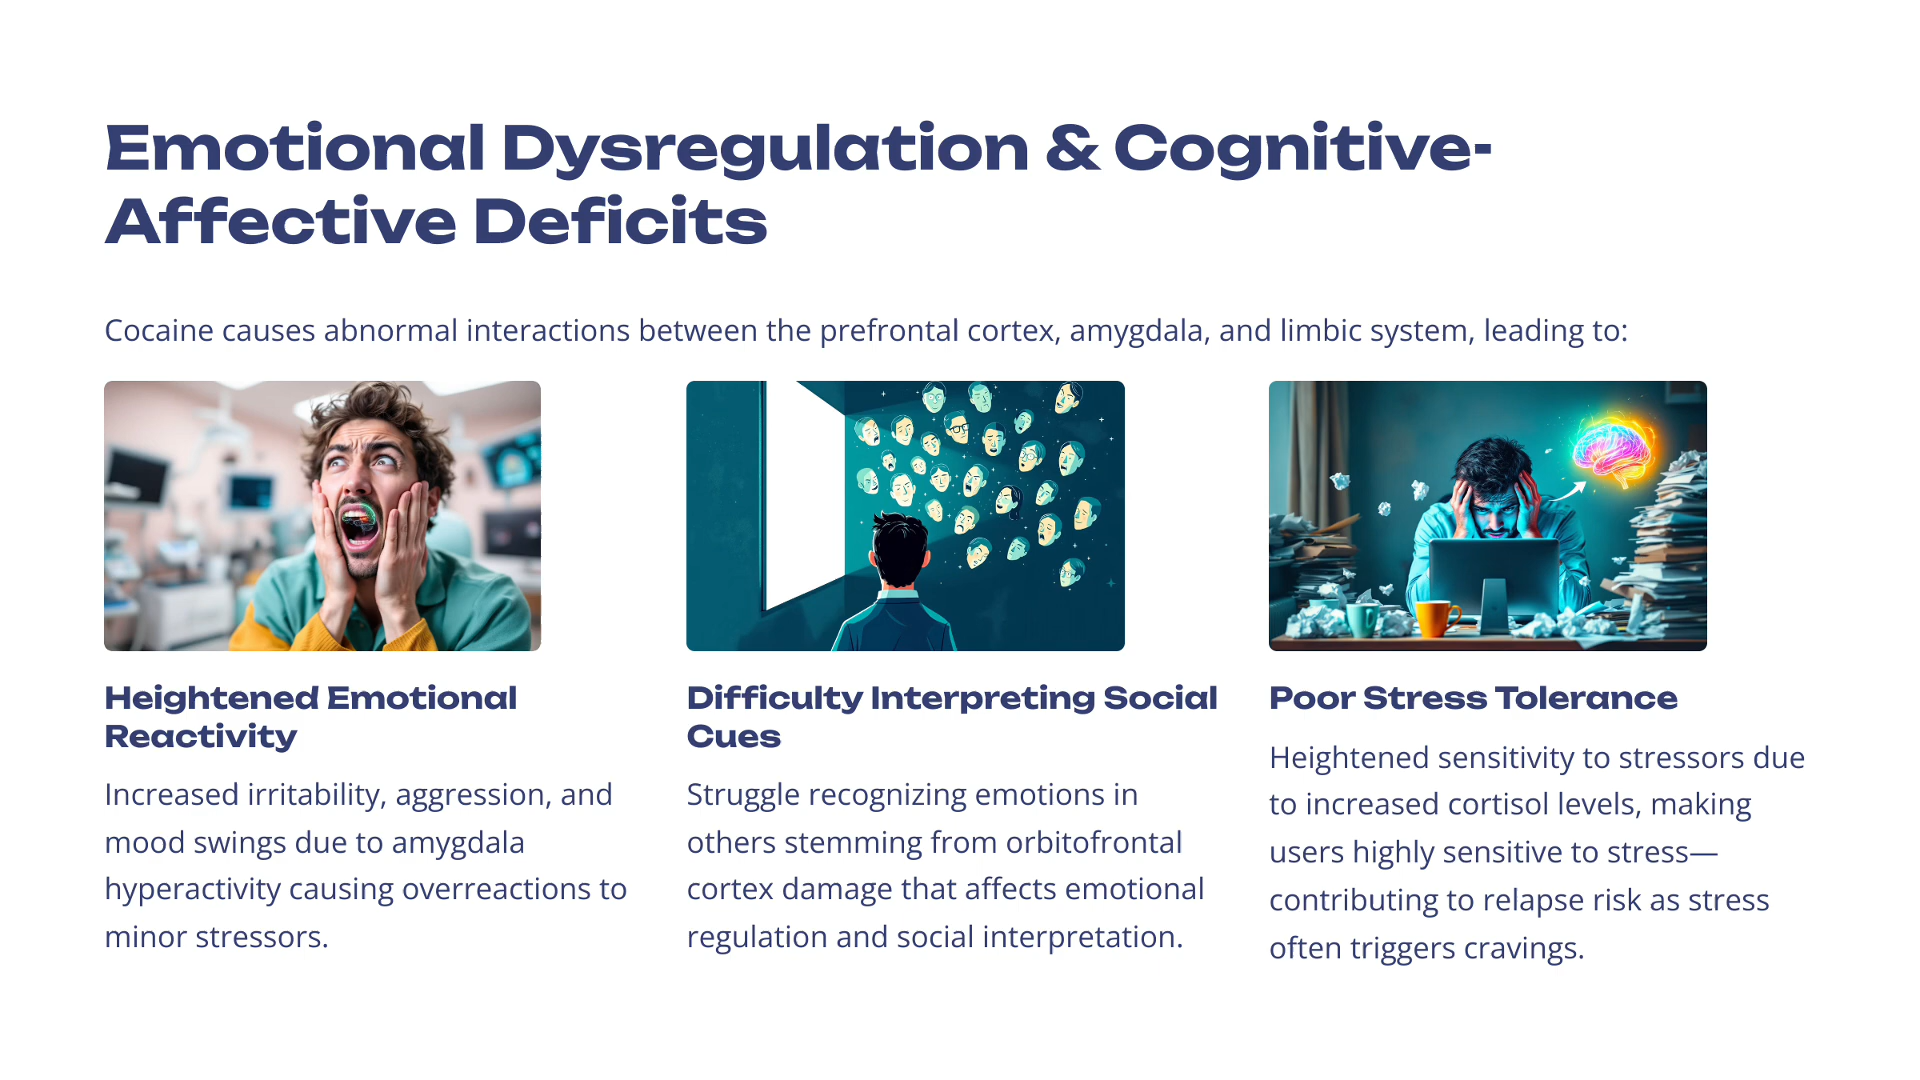 Emotional Dysregulation & Cognitive-
Affective Deficits
Cocaine causes abnormal interactions between the prefrontal cortex, amygdala, and limbic system, leading to:
Heightened Emotional
Reactivity
Increased irritability, aggression, and
mood swings due to amygdala
hyperactivity causing overreactions to
minor stressors.
Difficulty Interpreting Social
Cues
Struggle recognizing emotions in
others stemming from orbitofrontal
cortex damage that affects emotional
regulation and social interpretation.
Poor Stress Tolerance
Heightened sensitivity to stressors due
to increased cortisol levels, making
users highly sensitive to stress—
contributing to relapse risk as stress
often triggers cravings.